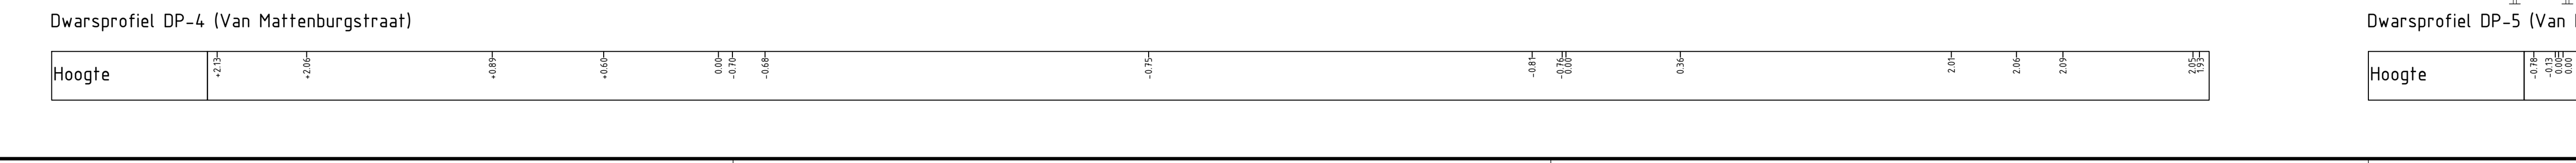 Dwarsprofiel DP-4 (Van Mattenburgstraat)
Hoogte +2.13 +2.06 +0.89 +0.60 0.00 -0.70 -0.68 -0.75 -0.81 -0.76 0.00 0.36 2.01 2.06 2.09 2.05 1.93
Dwarsprofiel DP-5 (Van
Hoogte -0.78 -0.13 0.00 0.00